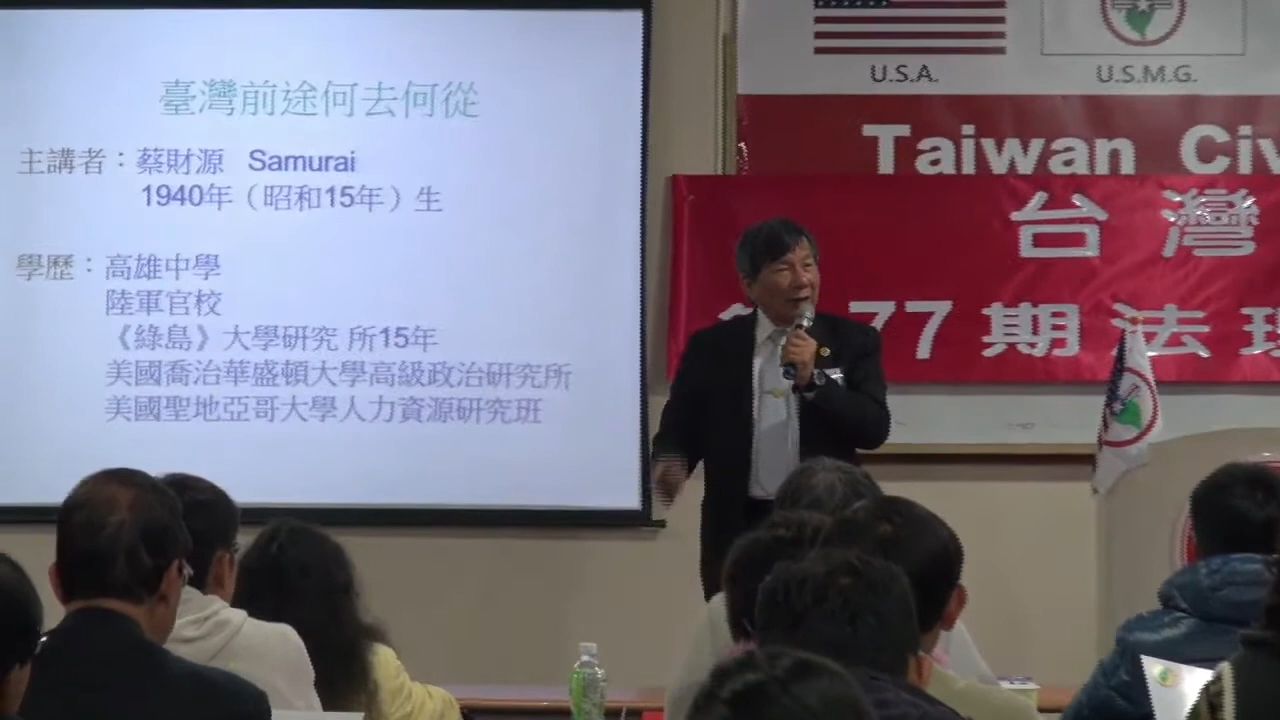 臺灣前途何去何從
主講者：蔡財源 Samurai
1940年（昭和15年）生
學歷：高雄中學
陸軍官校
《綠島》大學研究 所15年
美國喬治華盛頓大學高級政治研究所
美國聖地亞哥大學人力資源研究班
U.S.A.
U.S.M.G.
Taiwan Civ
台灣
77期法理